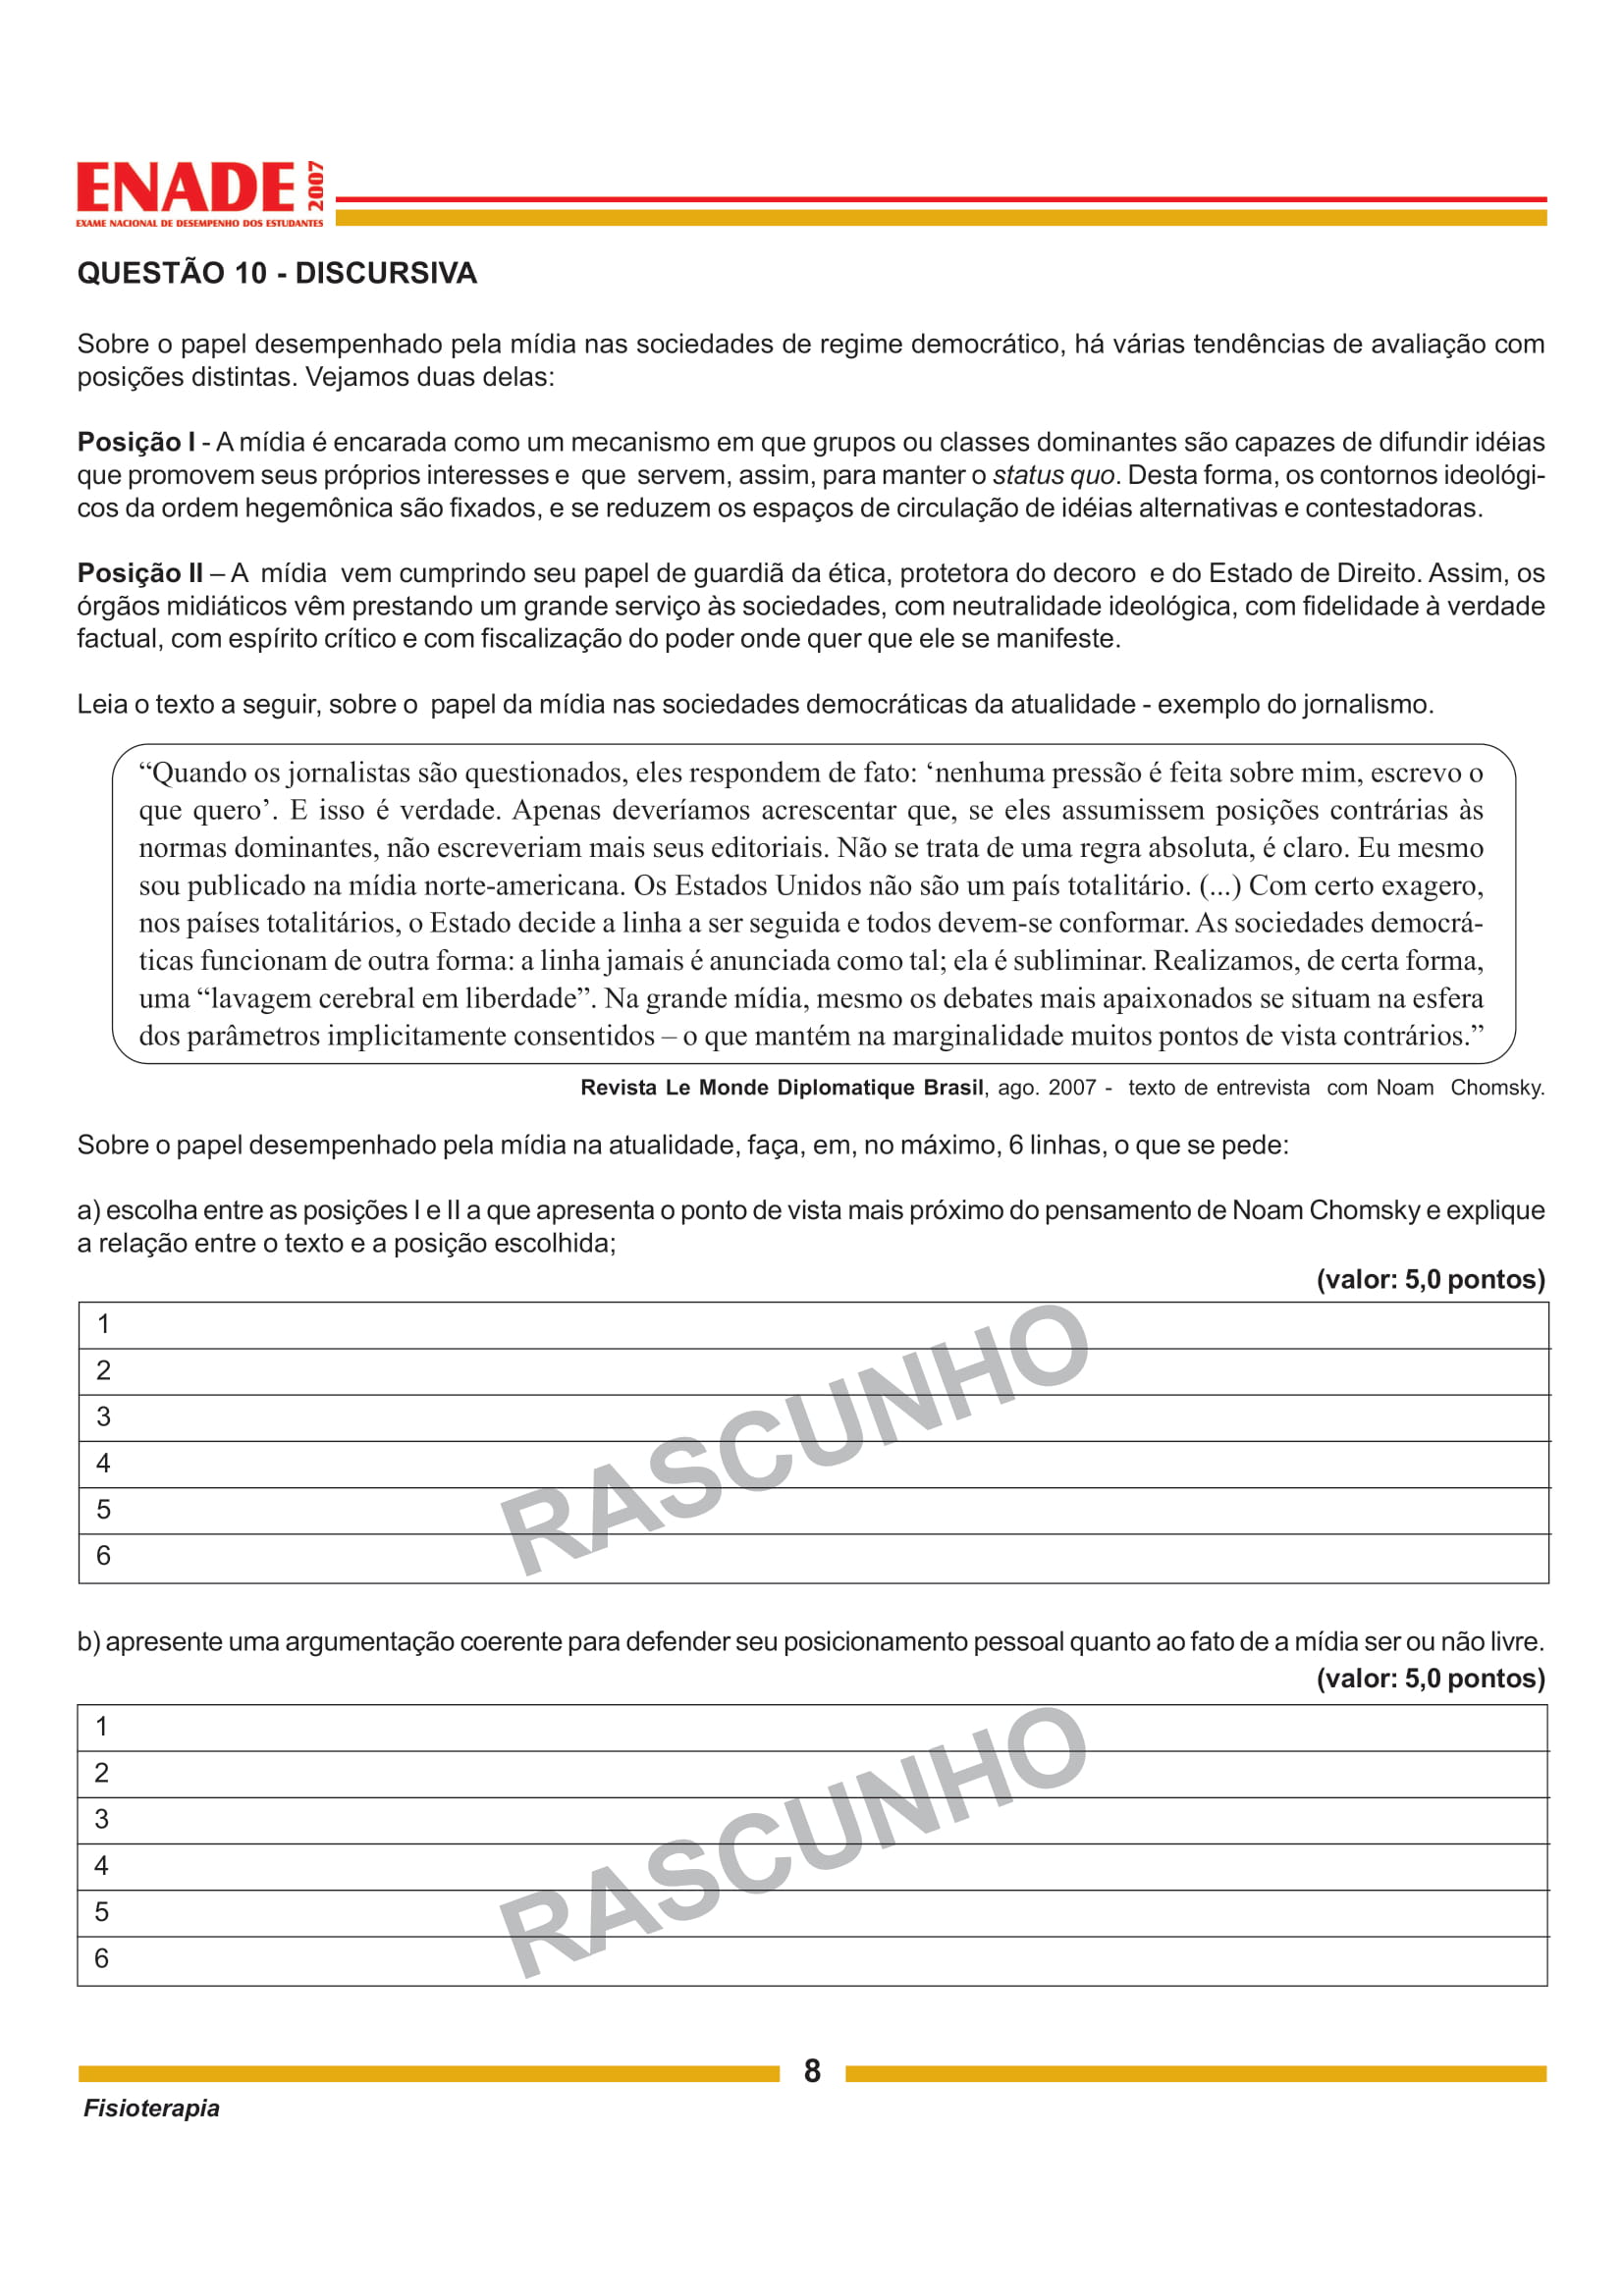 ENADE 2007
EXAME NACIONAL DE DESEMPENHO DOS ESTUDANTES
QUESTÃO 10 - DISCURSIVA
Sobre o papel desempenhado pela mídia nas sociedades de regime democrático, há várias tendências de avaliação com
posições distintas. Vejamos duas delas:
Posição I - A mídia é encarada como um mecanismo em que grupos ou classes dominantes são capazes de difundir idéias
que promovem seus próprios interesses e que servem, assim, para manter o status quo. Desta forma, os contornos ideológi-
cos da ordem hegemônica são fixados, e se reduzem os espaços de circulação de idéias alternativas e contestadoras.
Posição II – A mídia vem cumprindo seu papel de guardiã da ética, protetora do decoro e do Estado de Direito. Assim, os
órgãos midiáticos vêm prestando um grande serviço às sociedades, com neutralidade ideológica, com fidelidade à verdade
factual, com espírito crítico e com fiscalização do poder onde quer que ele se manifeste.
Leia o texto a seguir, sobre o papel da mídia nas sociedades democráticas da atualidade - exemplo do jornalismo.
“Quando os jornalistas são questionados, eles respondem de fato: ‘nenhuma pressão é feita sobre mim, escrevo o
que quero’. E isso é verdade. Apenas deveríamos acrescentar que, se eles assumissem posições contrárias às
normas dominantes, não escreveriam mais seus editoriais. Não se trata de uma regra absoluta, é claro. Eu mesmo
sou publicado na mídia norte-americana. Os Estados Unidos não são um país totalitário. (...) Com certo exagero,
nos países totalitários, o Estado decide a linha a ser seguida e todos devem-se conformar. As sociedades democrá-
ticas funcionam de outra forma: a linha jamais é anunciada como tal; ela é subliminar. Realizamos, de certa forma,
uma “lavagem cerebral em liberdade”. Na grande mídia, mesmo os debates mais apaixonados se situam na esfera
dos parâmetros implicitamente consentidos – o que mantém na marginalidade muitos pontos de vista contrários.”
Revista Le Monde Diplomatique Brasil, ago. 2007 - texto de entrevista com Noam Chomsky.
Sobre o papel desempenhado pela mídia na atualidade, faça, em, no máximo, 6 linhas, o que se pede:
a) escolha entre as posições I e II a que apresenta o ponto de vista mais próximo do pensamento de Noam Chomsky e explique
a relação entre o texto e a posição escolhida;
(valor: 5,0 pontos)
1
2
3
4
5
6
RASCUNHO
b) apresente uma argumentação coerente para defender seu posicionamento pessoal quanto ao fato de a mídia ser ou não livre.
(valor: 5,0 pontos)
1
2
3
4
5
6
RASCUNHO
8
Fisioterapia